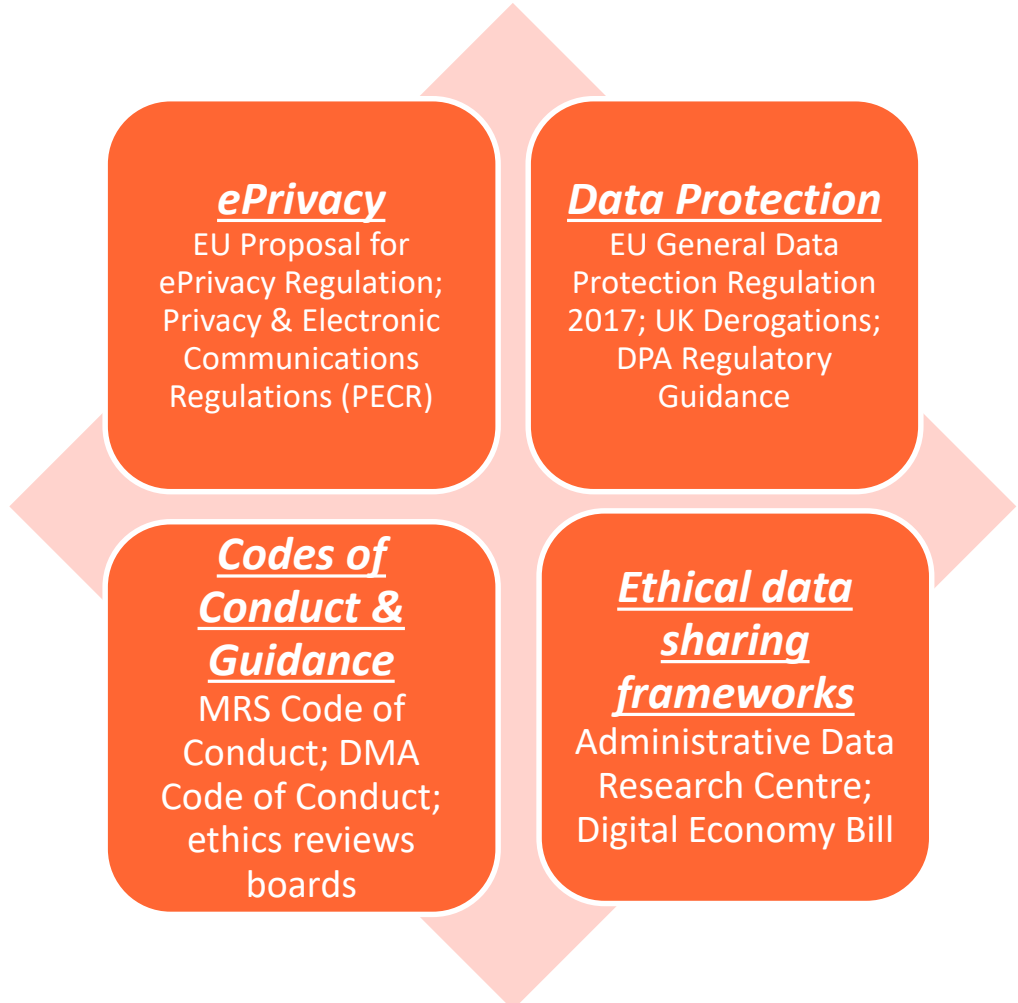 ePrivacy
EU Proposal for
ePrivacy Regulation;
Privacy & Electronic
Communications
Regulations (PECR)
Data Protection
EU General Data
Protection Regulation
2017; UK Derogations;
DPA Regulatory
Guidance
Codes of
Conduct &
Guidance
MRS Code of
Conduct; DMA
Code of Conduct;
ethics reviews
boards
Ethical data
sharing
frameworks
Administrative Data
Research Centre;
Digital Economy Bill